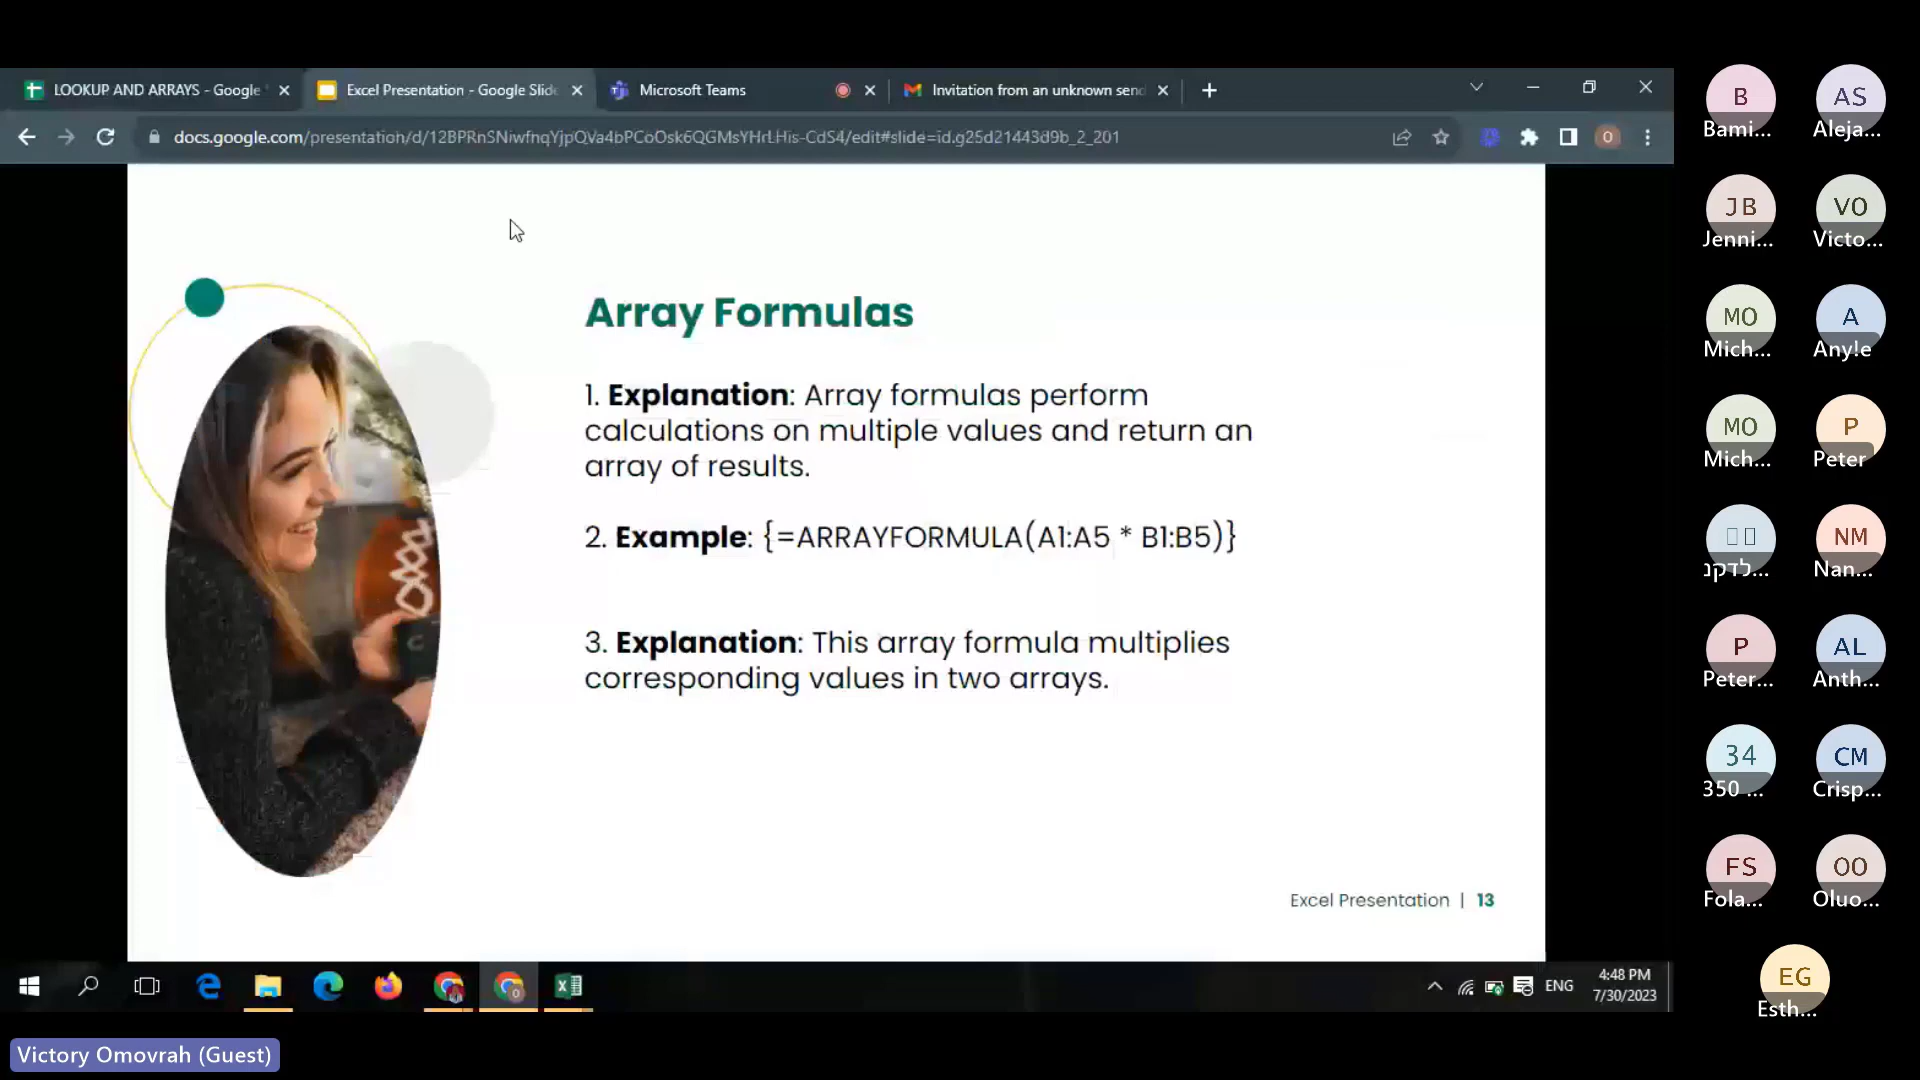 LOOKUP AND ARRAYS - Google
Excel Presentation - Google Slide
Microsoft Teams
Invitation from an unknown send
docs.google.com/presentation/d/12BPRnSNiwfnqYjpQVa4bPCoOsk6QGMsYHrLHis-CdS4/edit#slide=id.g25d21443d9b_2_201
O
Array Formulas
1. Explanation: Array formulas perform
calculations on multiple values and return an
array of results.
2. Example: {=ARRAYFORMULA(A1:A5 * B1:B5)}
3. Explanation: This array formula multiplies
corresponding values in two arrays.
Excel Presentation | 13
ENG
4:48 PM
7/30/2023
Victory Omovrah (Guest)
B
Bami...
AS
Aleja...
JB
Jenni...
VO
Victo...
MO
Mich...
A
Any!e
MO
Mich...
P
Peter
לדקנ...
NM
Nan...
P
Peter...
AL
Anth...
34
350 ...
CM
Crisp...
FS
Fola...
OO
Oluo...
EG
Esth...